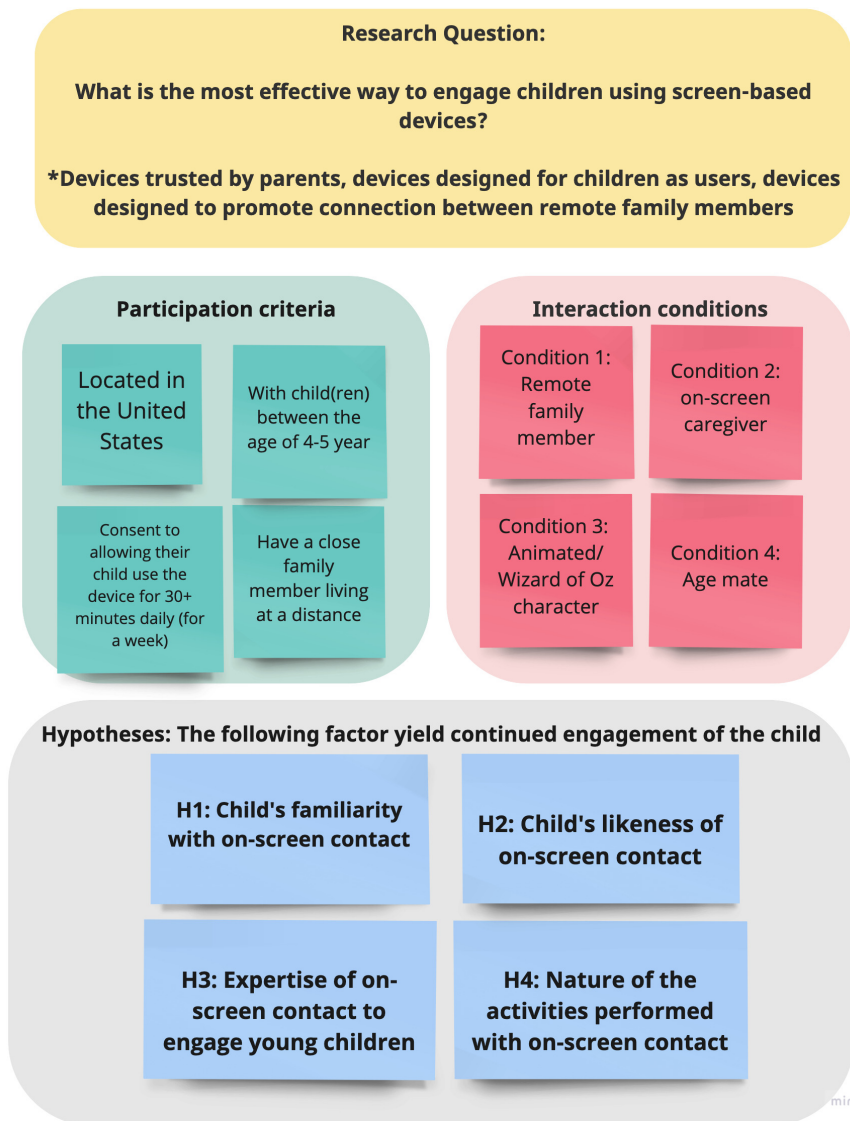 Research Question:
What is the most effective way to engage children using screen-based
devices?
*Devices trusted by parents, devices designed for children as users, devices
designed to promote connection between remote family members
Participation criteria
Located in
the United
States
With child(ren)
between the
age of 4-5 year
Consent to
allowing their
child use the
device for 30+
minutes daily (for
a week)
Have a close
family
member living
at a distance
Interaction conditions
Condition 1:
Remote
family
member
Condition 2:
on-screen
caregiver
Condition 3:
Animated/
Wizard of Oz
character
Condition 4:
Age mate
Hypotheses: The following factor yield continued engagement of the child
H1: Child's familiarity
with on-screen contact
H2: Child's likeness of
on-screen contact
H3: Expertise of on-
screen contact to
engage young children
H4: Nature of the
activities performed
with on-screen contact